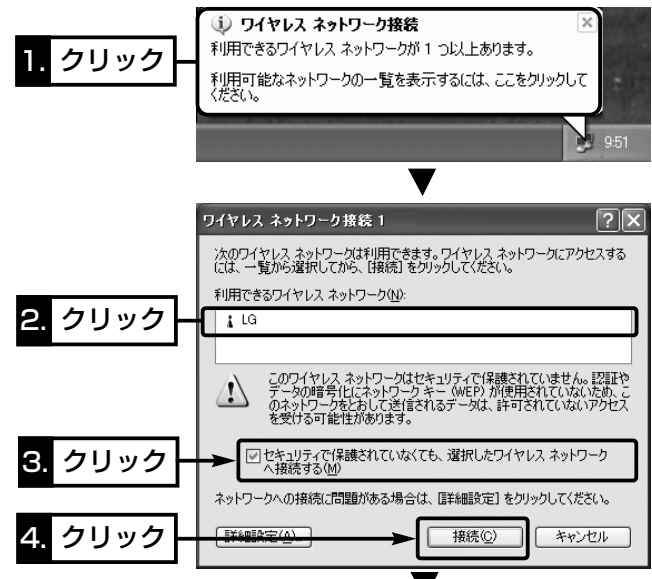 ワイヤレス ネットワーク接続
利用できるワイヤレス ネットワークが 1 つ以上あります。
1. クリック
利用可能なネットワークの一覧を表示するには、ここをクリックして
ください。
9:51
ワイヤレス ネットワーク接続 1
次のワイヤレス ネットワークは利用できます。ワイヤレス ネットワークにアクセスする
には、一覧から選択してから、[接続] をクリックしてください。
利用できるワイヤレス ネットワーク(N):
2. クリック
LG
このワイヤレス ネットワークはセキュリティで保護されていません。認証や
データの暗号化にネットワーク キー (WEP) が使用されていないため、こ
のネットワークをとおして送信されるデータは、許可されていないアクセス
を受ける可能性があります。
3. クリック
セキュリティで保護されていなくても、選択したワイヤレス ネットワーク
へ接続する(M)
ネットワークへの接続に問題がある場合は、[詳細設定] をクリックしてください。
4. クリック
詳細設定(A)... 接続(C) キャンセル